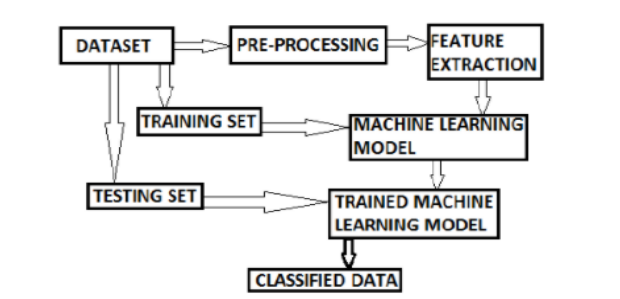 DATASET
PRE-PROCESSING
FEATURE
EXTRACTION
TRAINING SET
MACHINE LEARNING
MODEL
TESTING SET
TRAINED MACHINE
LEARNING MODEL
CLASSIFIED DATA